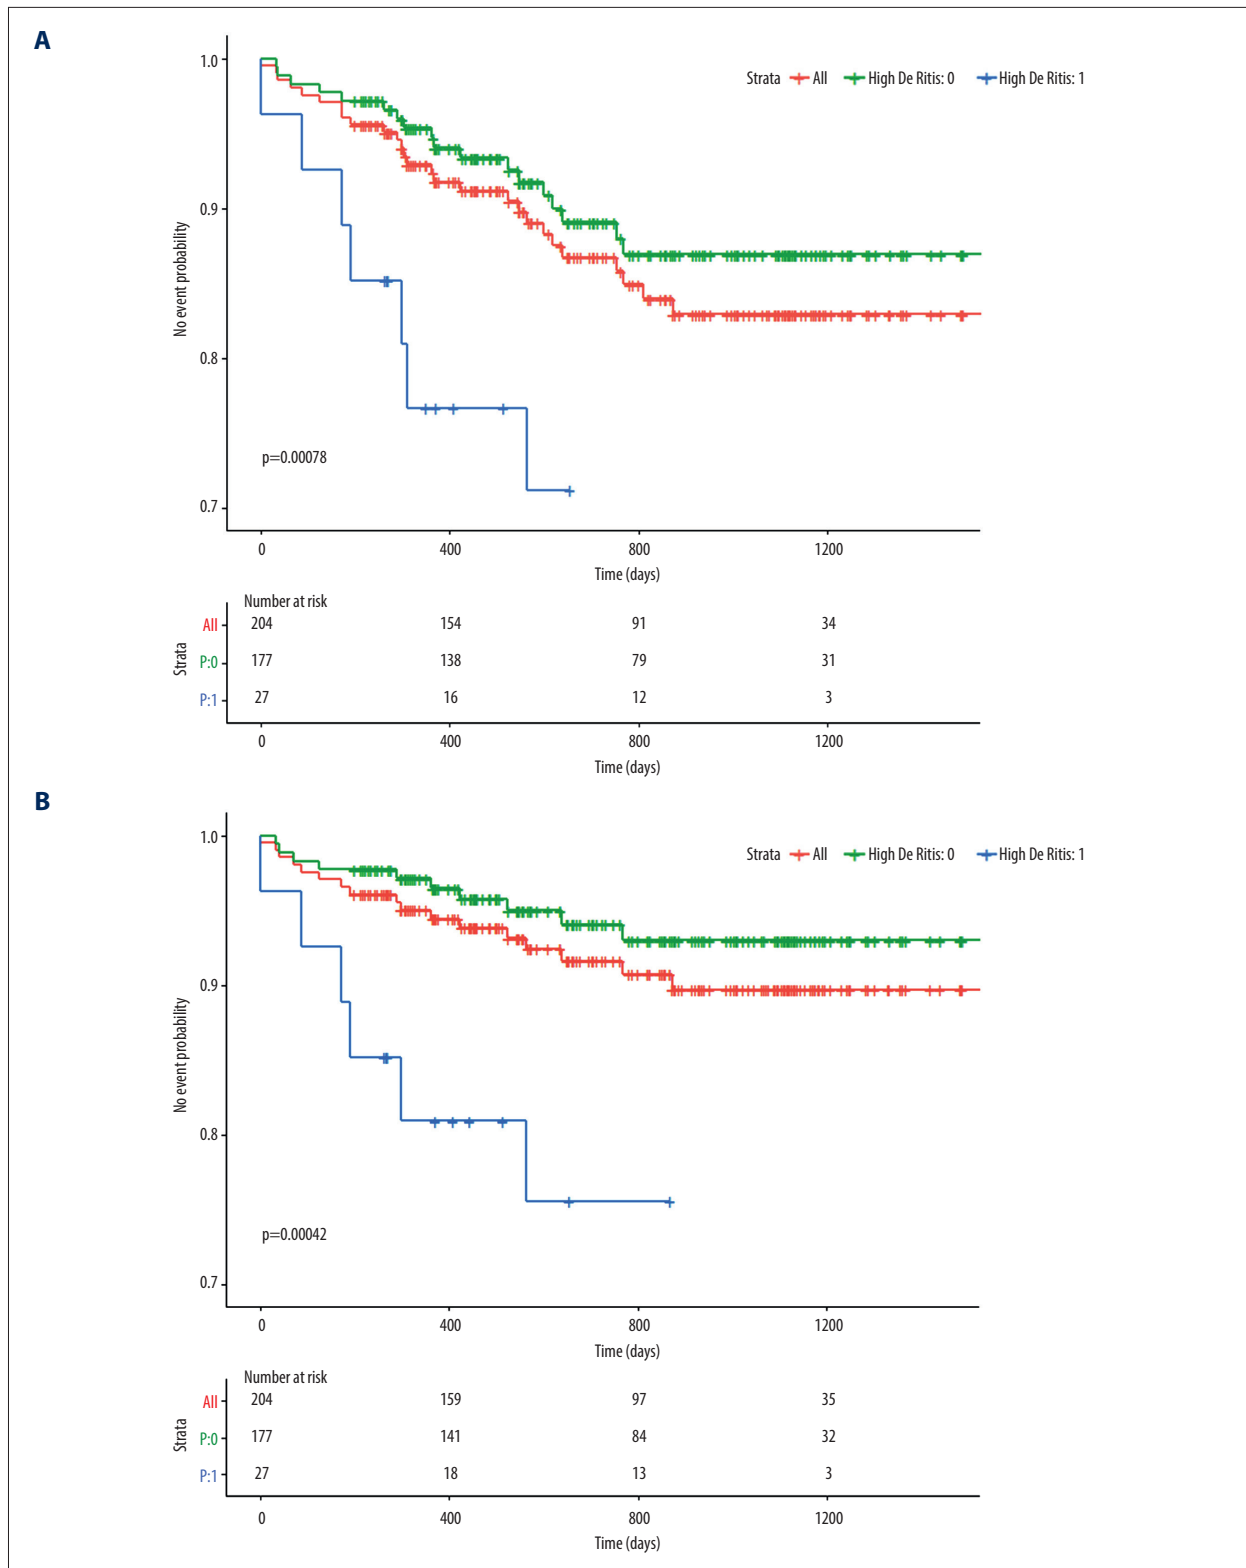 A
Strata All High De Ritis: 0 High De Ritis: 1
1.0
0.9
0.8
0.7
No event probability
p=0.00078
0 400 800 1200
Time (days)
Number at risk
Strata
All 204 154 91 34
P:0 177 138 79 31
P:1 27 16 12 3
0 400 800 1200
Time (days)
B
Strata All High De Ritis: 0 High De Ritis: 1
1.0
0.9
0.8
0.7
No event probability
p=0.00042
0 400 800 1200
Time (days)
Number at risk
Strata
All 204 159 97 35
P:0 177 141 84 32
P:1 27 18 13 3
0 400 800 1200
Time (days)